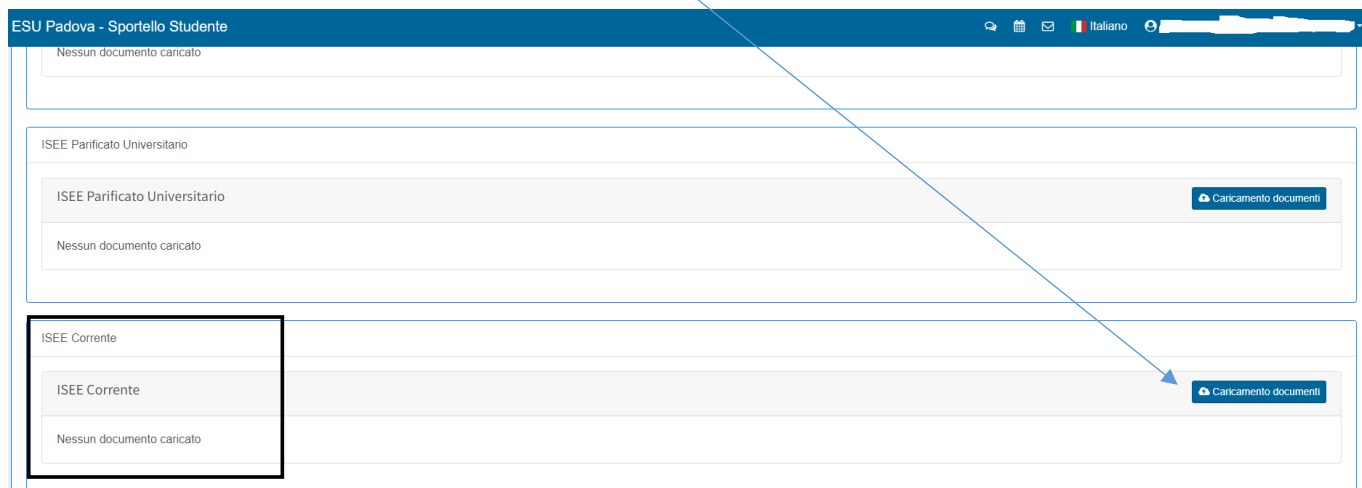 ESU Padova - Sportello Studente Italiano
Nessun documento caricato
ISEE Parificato Universitario
ISEE Parificato Universitario Caricamento documenti
Nessun documento caricato
ISEE Corrente
ISEE Corrente Caricamento documenti
Nessun documento caricato